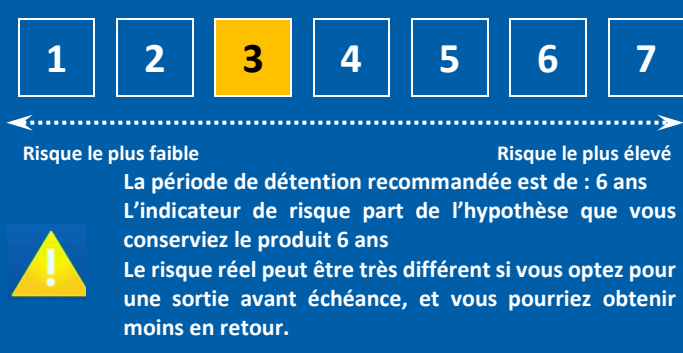 1 2 3 4 5 6 7
Risque le plus faible Risque le plus élevé
La période de détention recommandée est de : 6 ans
L’indicateur de risque part de l’hypothèse que vous
conserviez le produit 6 ans
Le risque réel peut être très différent si vous optez pour
une sortie avant échéance, et vous pourriez obtenir
moins en retour.